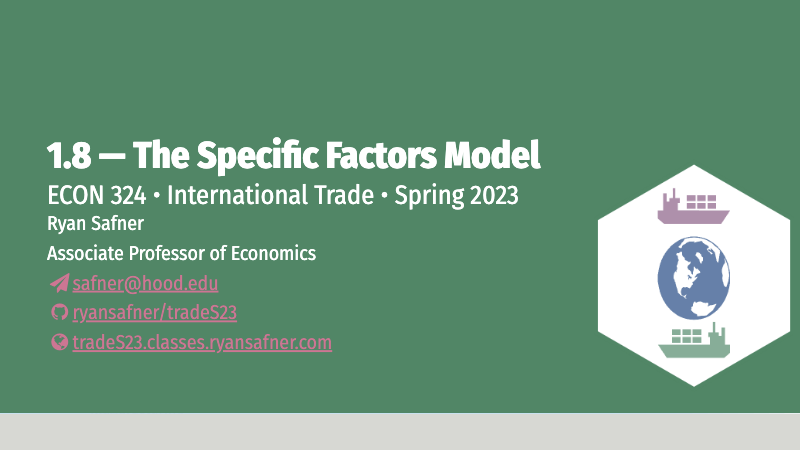 1.8 — The Specific Factors Model
ECON 324 • International Trade • Spring 2023
Ryan Safner
Associate Professor of Economics
safner@hood.edu
ryansafner/tradeS23
tradeS23.classes.ryansafner.com